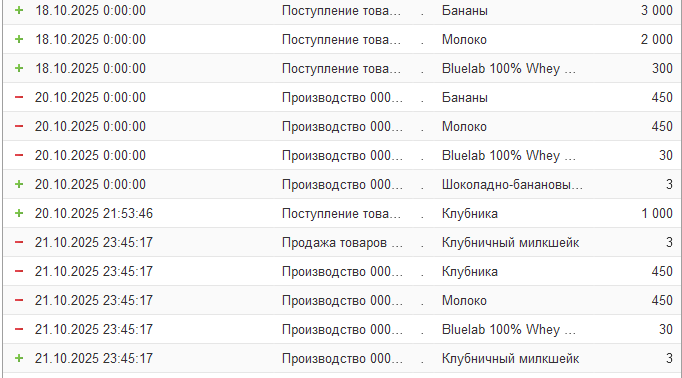 + 18.10.2025 0:00:00 Поступление това... . Бананы 3 000
+ 18.10.2025 0:00:00 Поступление това... . Молоко 2 000
+ 18.10.2025 0:00:00 Поступление това... . Bluelab 100% Whey ... 300
− 20.10.2025 0:00:00 Производство 000... . Бананы 450
− 20.10.2025 0:00:00 Производство 000... . Молоко 450
− 20.10.2025 0:00:00 Производство 000... . Bluelab 100% Whey ... 30
+ 20.10.2025 0:00:00 Производство 000... . Шоколадно-банановы... 3
+ 20.10.2025 21:53:46 Поступление това... . Клубника 1 000
− 21.10.2025 23:45:17 Продажа товаров ... . Клубничный милкшейк 3
− 21.10.2025 23:45:17 Производство 000... . Клубника 450
− 21.10.2025 23:45:17 Производство 000... . Молоко 450
− 21.10.2025 23:45:17 Производство 000... . Bluelab 100% Whey ... 30
+ 21.10.2025 23:45:17 Производство 000... . Клубничный милкшейк 3